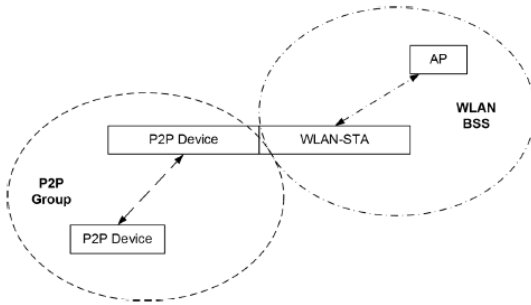 AP
WLAN
BSS
P2P Device
WLAN-STA
P2P
Group
P2P Device